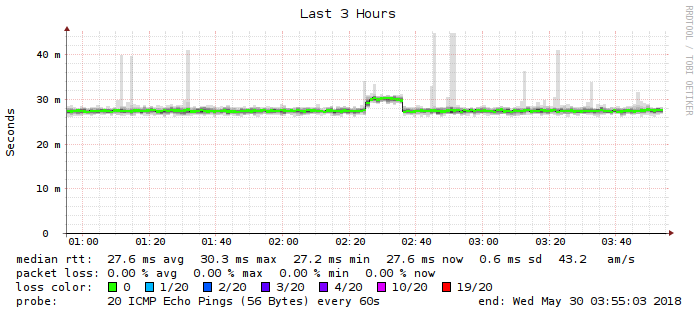 Last 3 Hours
RRDTOOL / TOBI OETIKER
Seconds
40 m
30 m
20 m
10 m
0
01:00 01:20 01:40 02:00 02:20 02:40 03:00 03:20 03:40
median rtt: 27.6 ms avg 30.3 ms max 27.2 ms min 27.6 ms now 0.6 ms sd 43.2 am/s
packet loss: 0.00 % avg 0.00 % max 0.00 % min 0.00 % now
loss color: 0 1/20 2/20 3/20 4/20 10/20 19/20
probe: 20 ICMP Echo Pings (56 Bytes) every 60s end: Wed May 30 03:55:03 2018